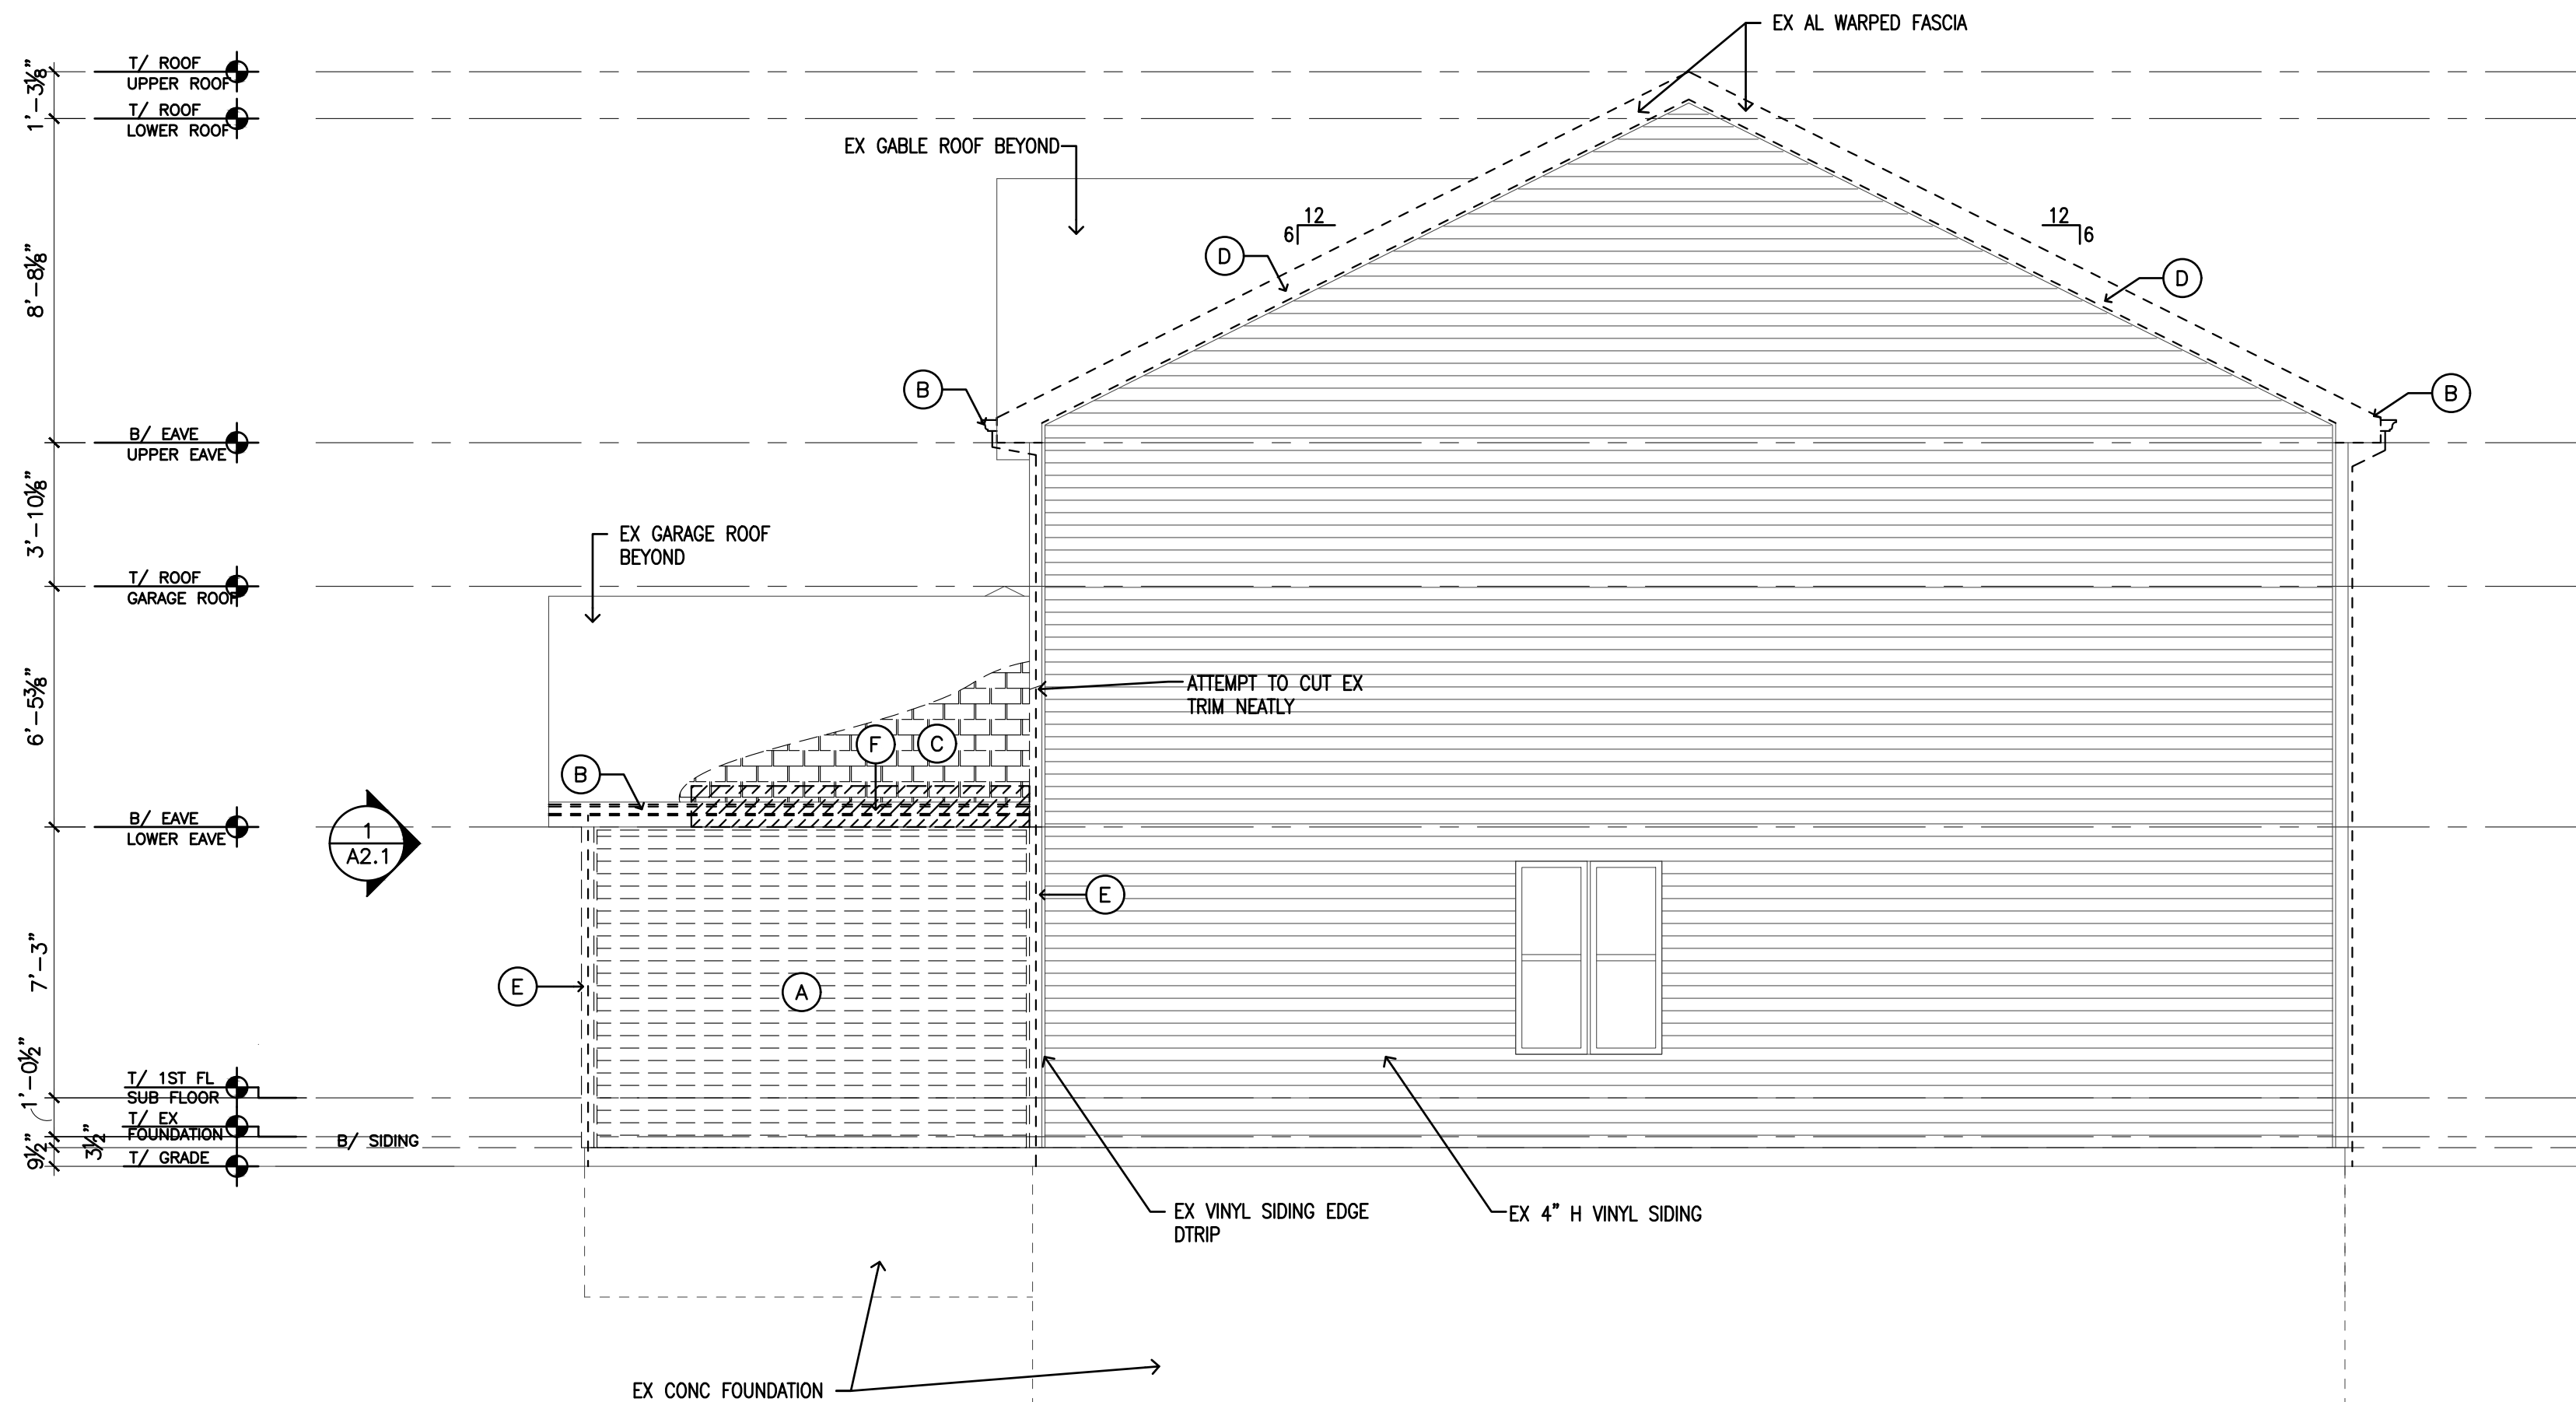 EX AL WARPED FASCIA
1'-3⅛"
T/ ROOF
UPPER ROOF
T/ ROOF
LOWER ROOF
EX GABLE ROOF BEYOND
12
6
12
6
D
D
8'-8⅛"
B
B
B/ EAVE
UPPER EAVE
3'-10⅛"
EX GARAGE ROOF
BEYOND
T/ ROOF
GARAGE ROOF
6'-5⅜"
ATTEMPT TO CUT EX
TRIM NEATLY
F
C
B
B/ EAVE
LOWER EAVE
1
A2.1
E
7'-3"
E
A
1'-0½"
T/ 1ST FL
SUB FLOOR
T/ EX
FOUNDATION
3½"
B/ SIDING
9½"
T/ GRADE
EX VINYL SIDING EDGE
DTRIP
EX 4" H VINYL SIDING
EX CONC FOUNDATION